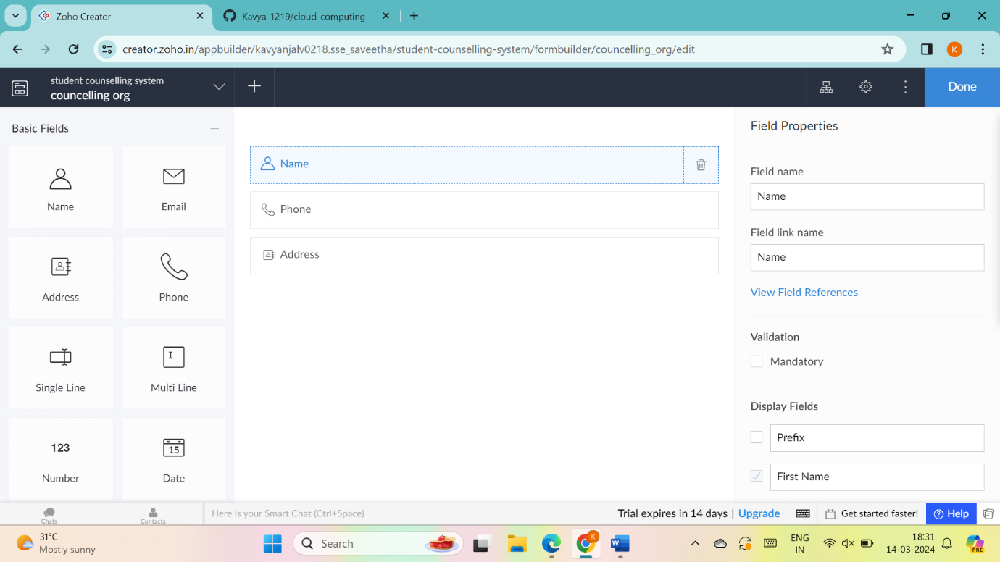 Zoho Creator
Kavya-1219/cloud-computing
creator.zoho.in/appbuilder/kavyanjalv0218.sse_saveetha/student-counselling-system/formbuilder/councelling_org/edit
K
student counselling system
councelling org
Done
Basic Fields
Name
Email
Address
Phone
Single Line
Multi Line
123
Number
15
Date
Name
Phone
Address
Field Properties
Field name
Name
Field link name
Name
View Field References
Validation
Mandatory
Display Fields
Prefix
First Name
Chats
Contacts
Here is your Smart Chat (Ctrl+Space)
Trial expires in 14 days | Upgrade
Get started faster!
Help
31°C
Mostly sunny
Search
K
W
ENG
IN
18:31
14-03-2024
PRE